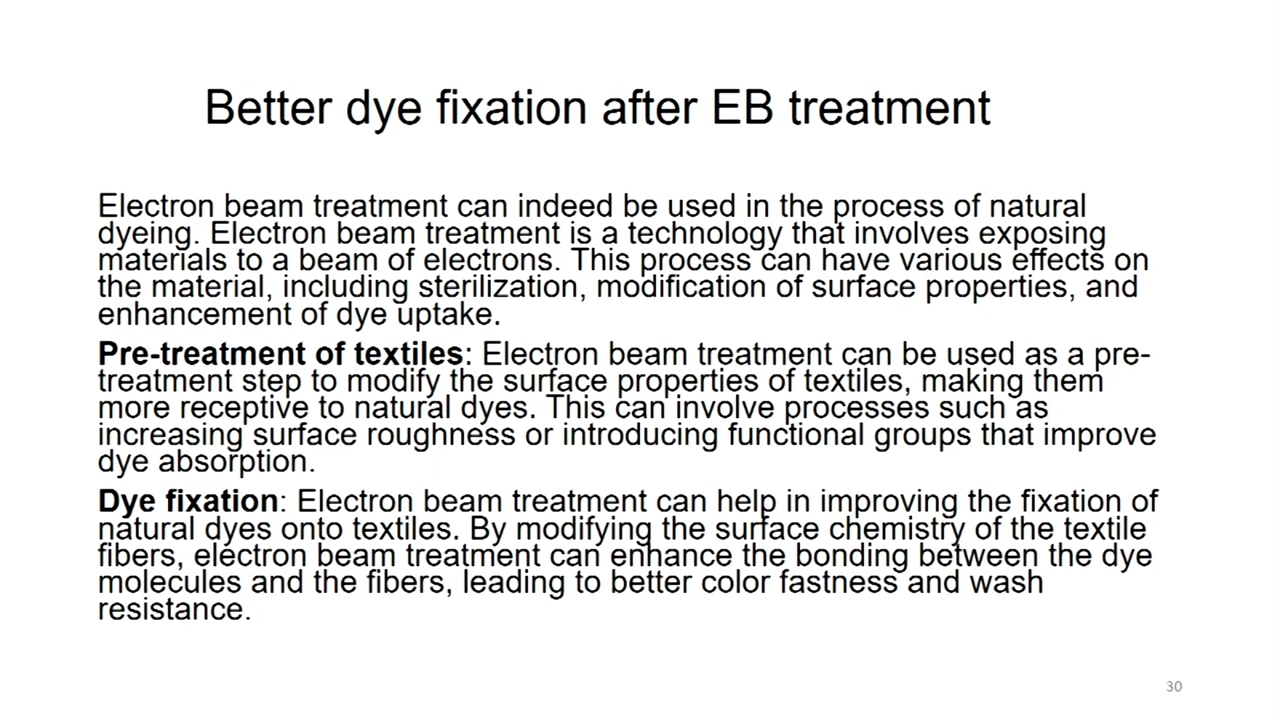 Better dye fixation after EB treatment
Electron beam treatment can indeed be used in the process of natural
dyeing. Electron beam treatment is a technology that involves exposing
materials to a beam of electrons. This process can have various effects on
the material, including sterilization, modification of surface properties, and
enhancement of dye uptake.
Pre-treatment of textiles: Electron beam treatment can be used as a pre-
treatment step to modify the surface properties of textiles, making them
more receptive to natural dyes. This can involve processes such as
increasing surface roughness or introducing functional groups that improve
dye absorption.
Dye fixation: Electron beam treatment can help in improving the fixation of
natural dyes onto textiles. By modifying the surface chemistry of the textile
fibers, electron beam treatment can enhance the bonding between the dye
molecules and the fibers, leading to better color fastness and wash
resistance.
30